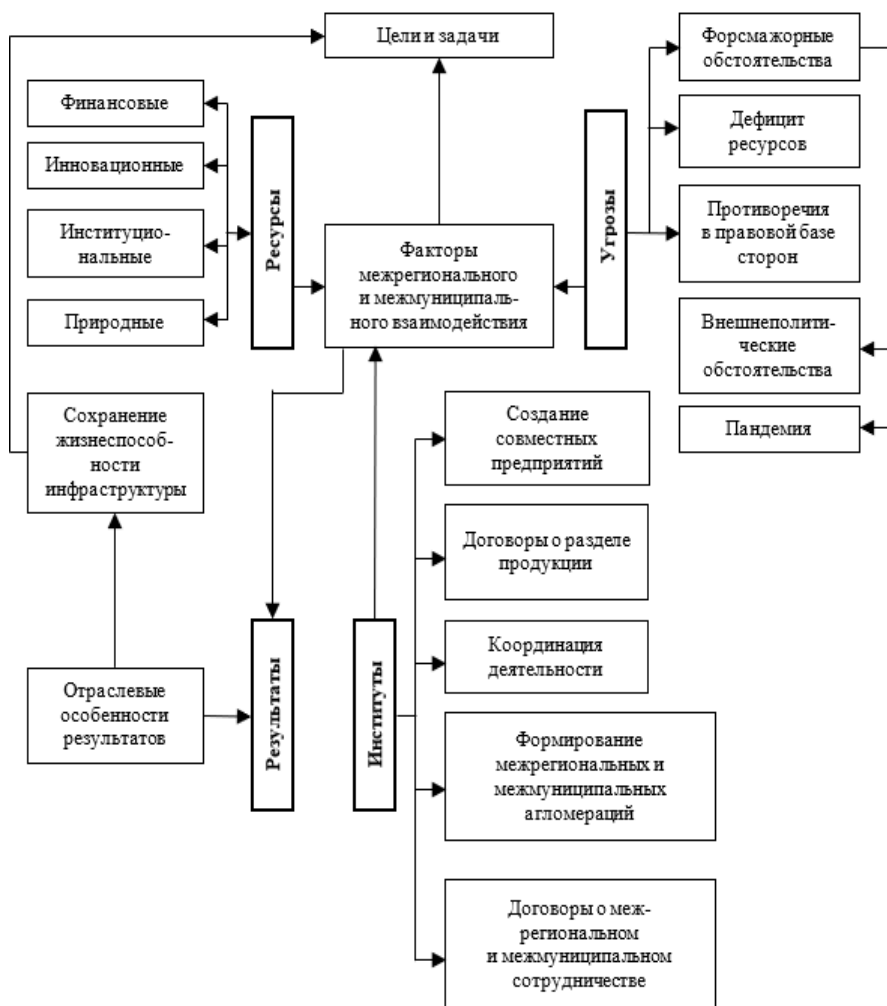 Цели и задачи
Форсмажорные
обстоятельства
Финансовые
Инновационные
Институцио-
нальные
Природные
Ресурсы
Факторы
межрегионального
и межмуниципаль-
ного взаимодействия
Угрозы
Дефицит
ресурсов
Противоречия
в правовой базе
сторон
Внешнеполити-
ческие
обстоятельства
Пандемия
Сохранение
жизнеспособ-
ности
инфраструктуры
Отраслевые
особенности
результатов
Результаты
Институты
Создание
совместных
предприятий
Договоры о разделе
продукции
Координация
деятельности
Формирование
межрегиональных и
межмуниципальных
агломераций
Договоры о меж-
региональном
и межмуниципальном
сотрудничестве